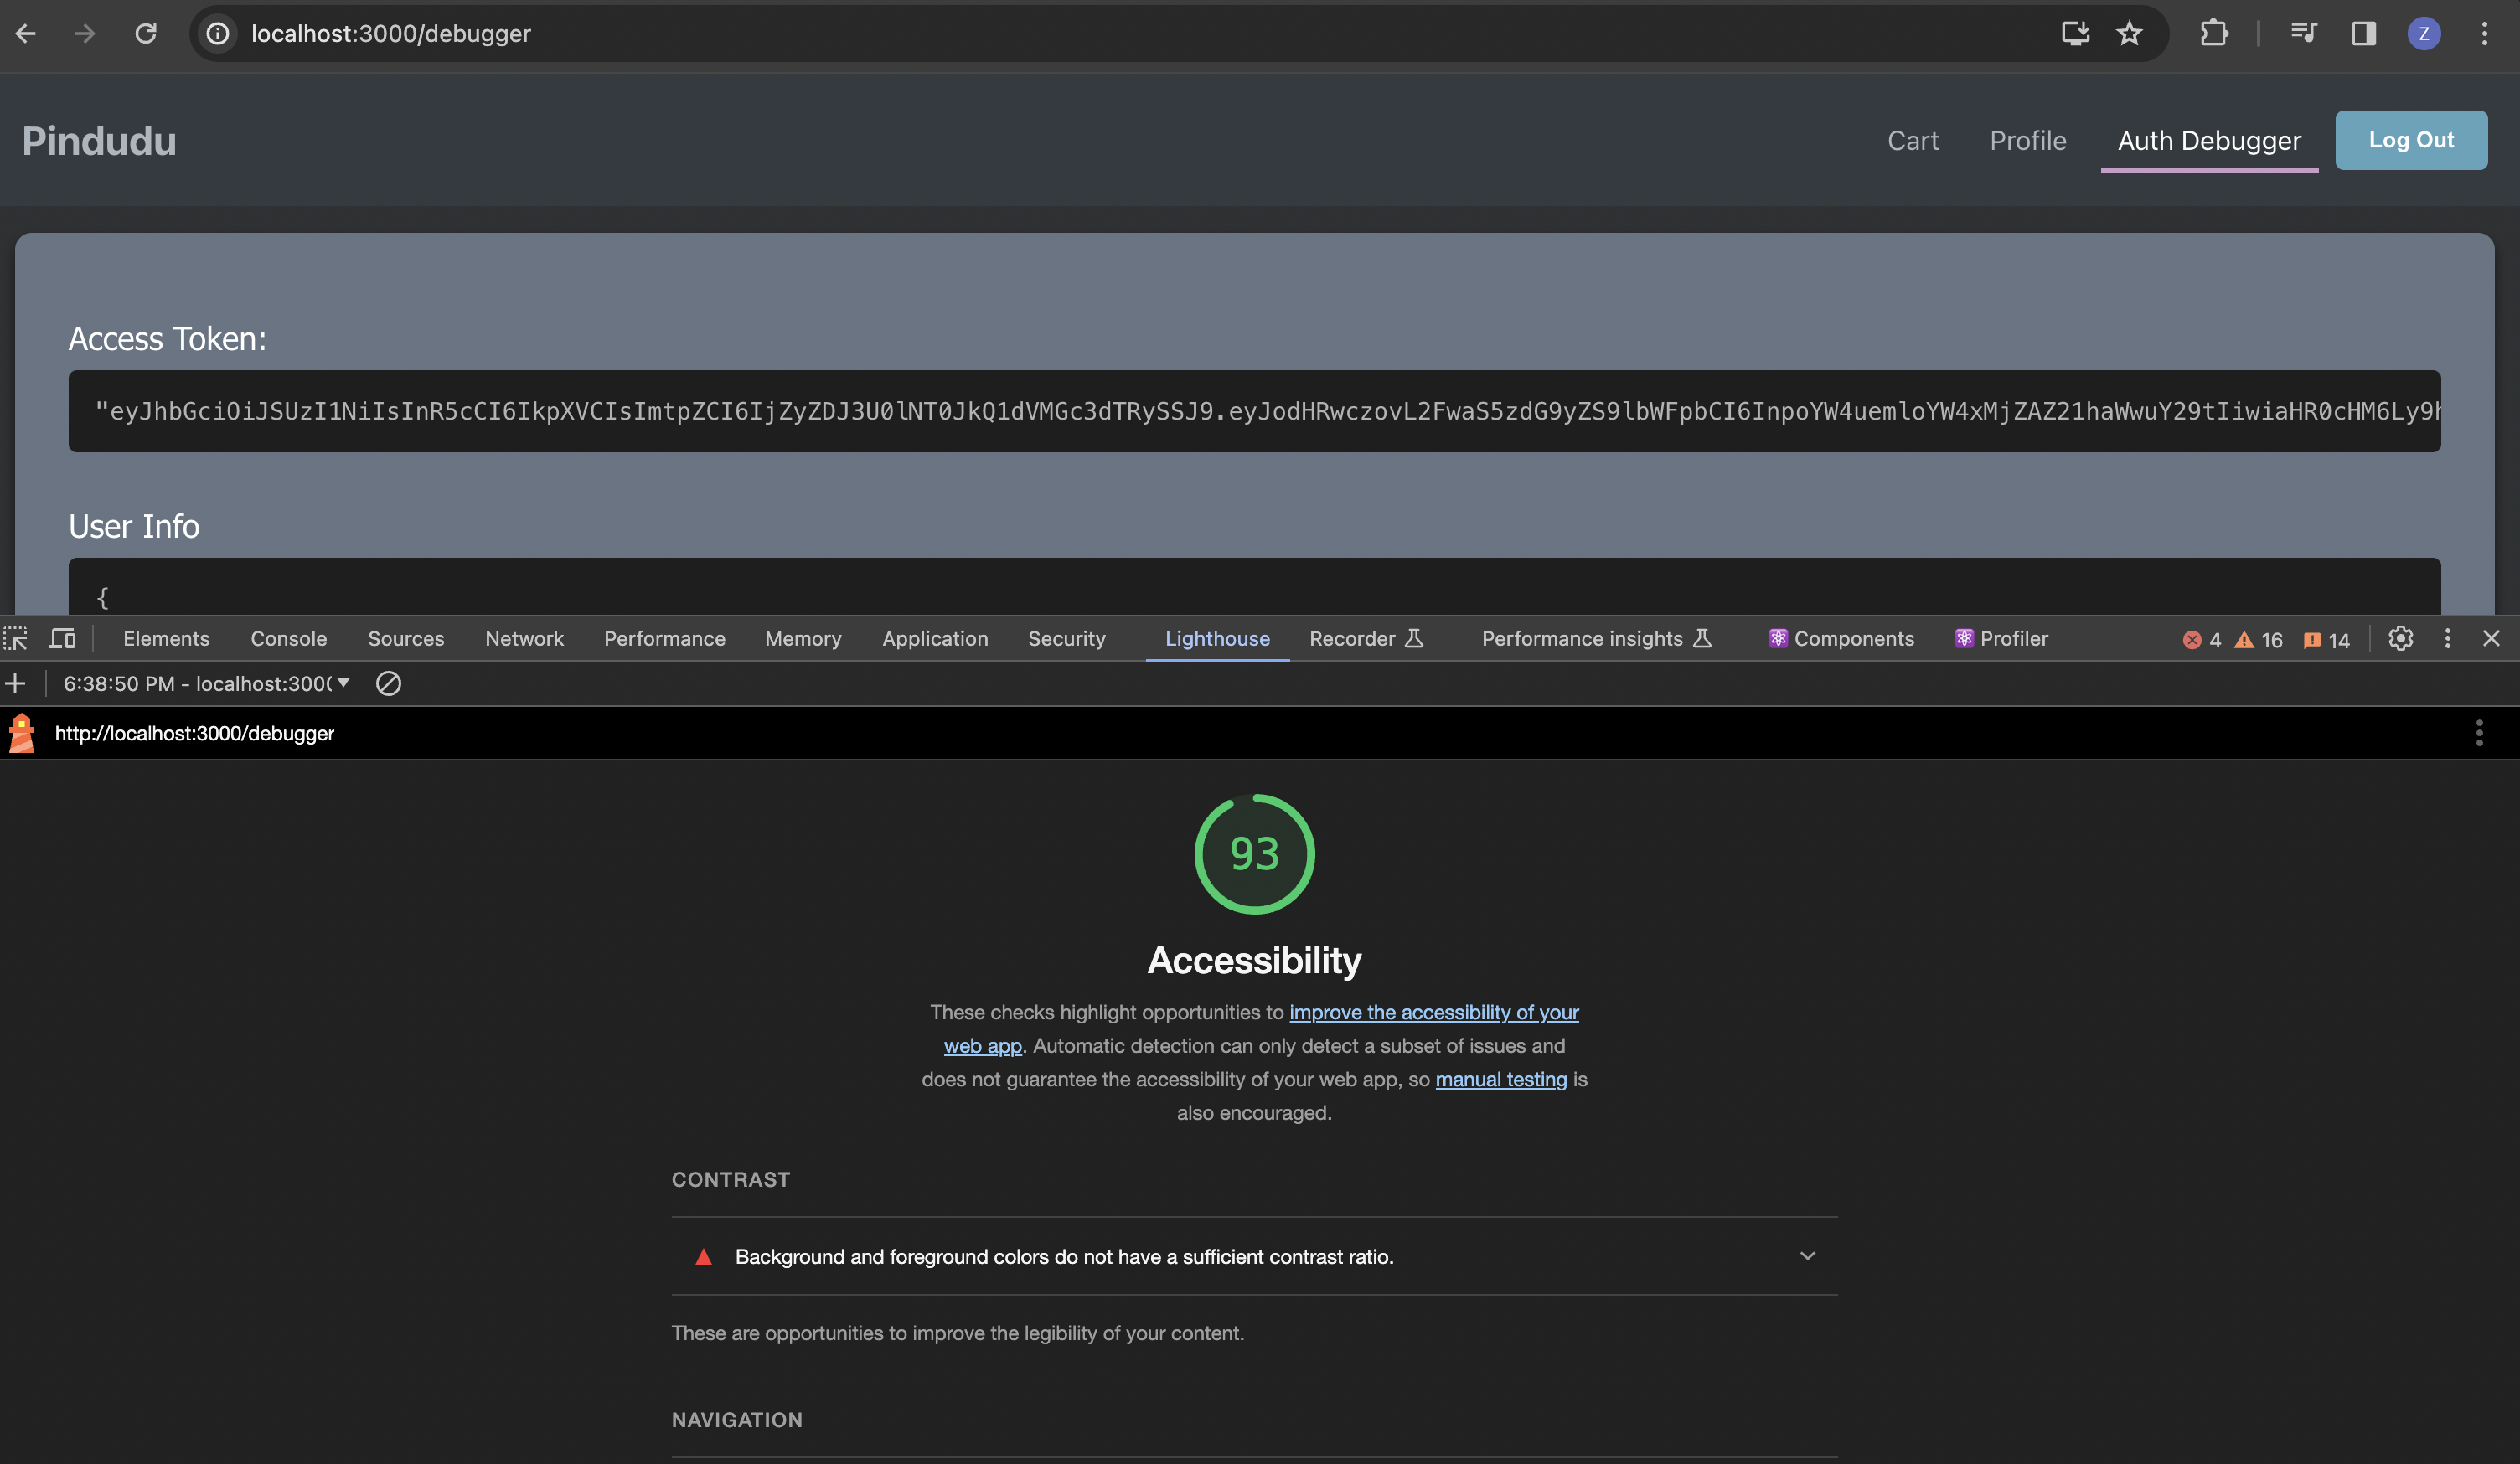 localhost:3000/debugger
Z
Pindudu
Cart Profile Auth Debugger Log Out
Access Token:
"eyJhbGciOiJSUzI1NiIsInR5cCI6IkpXVCIsImtpZCI6IjZyZDJ3U0lNT0JkQ1dVMGc3dTRySSJ9.eyJodHRwczovL2FwaS5zdG9yZS9lbWFpbCI6InpoYW4uemloYW4xMjZAZ21haWwuY29tIiwiaHR0cHM6Ly9h
User Info
{
Elements Console Sources Network Performance Memory Application Security Lighthouse Recorder Performance insights Components Profiler 4 16 14
6:38:50 PM - localhost:300
http://localhost:3000/debugger
93
Accessibility
These checks highlight opportunities to improve the accessibility of your
web app. Automatic detection can only detect a subset of issues and
does not guarantee the accessibility of your web app, so manual testing is
also encouraged.
CONTRAST
Background and foreground colors do not have a sufficient contrast ratio.
These are opportunities to improve the legibility of your content.
NAVIGATION